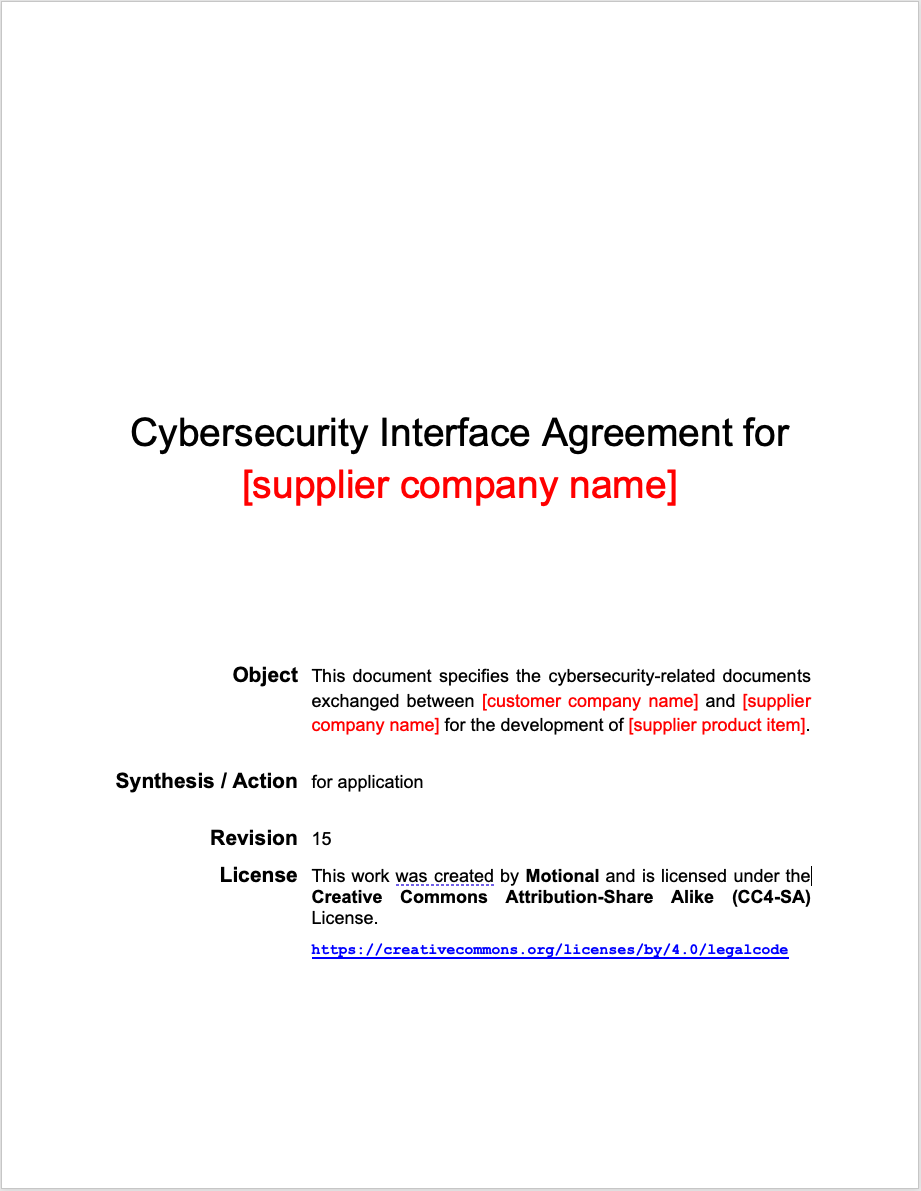 Cybersecurity Interface Agreement for
[supplier company name]
Object This document specifies the cybersecurity-related documents
exchanged between [customer company name] and [supplier
company name] for the development of [supplier product item].
Synthesis / Action for application
Revision 15
License This work was created by Motional and is licensed under the
Creative Commons Attribution-Share Alike (CC4-SA)
License.
https://creativecommons.org/licenses/by/4.0/legalcode